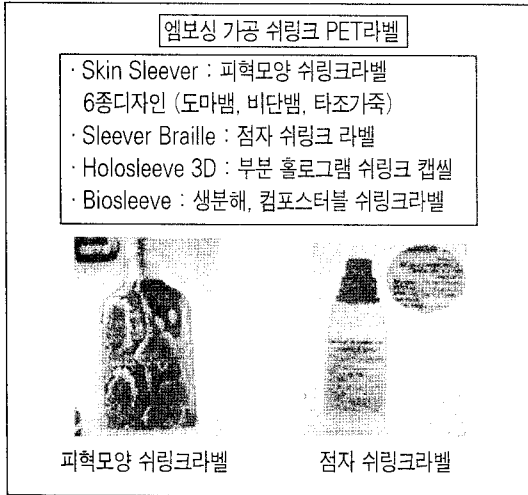 엠보싱 가공 쉬링크 PET라벨
· Skin Sleever : 피혁모양 쉬링크라벨
6종디자인 (도마뱀, 비단뱀, 타조가죽)
· Sleever Braille : 점자 쉬링크 라벨
· Holosleeve 3D : 부분 홀로그램 쉬링크 캡씰
· Biosleeve : 생분해, 컴포스터블 쉬링크라벨
피혁모양 쉬링크라벨
점자 쉬링크라벨